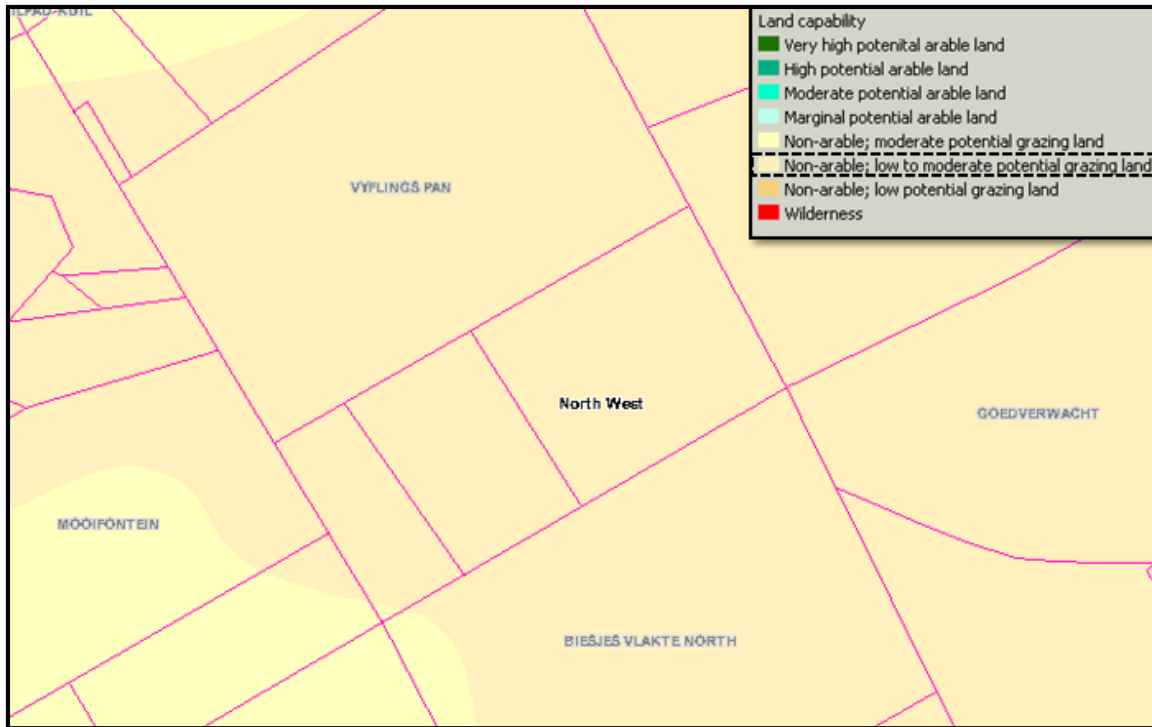 Land capability
Very high potenital arable land
High potential arable land
Moderate potential arable land
Marginal potential arable land
Non-arable; moderate potential grazing land
Non-arable; low to moderate potential grazing land
Non-arable; low potential grazing land
Wilderness
VYFLINGS PAN
North West
GOEDVERWACHT
MOOIFONTEIN
BIESJES VLAKTE NORTH